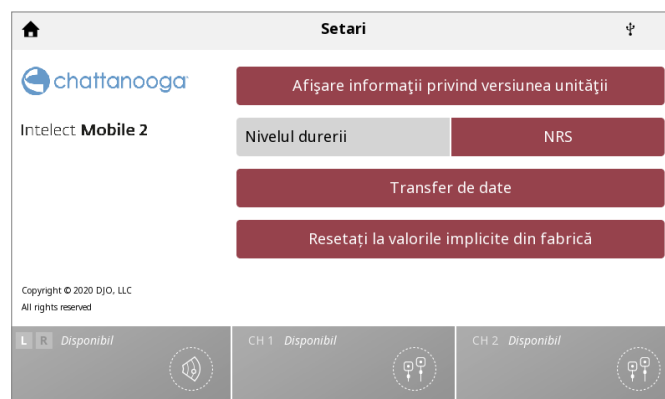 Setari
chattanooga
Intelect Mobile 2
Afişare informaţii privind versiunea unităţii
Nivelul durerii NRS
Transfer de date
Resetați la valorile implicite din fabrică
Copyright © 2020 DJO, LLC
All rights reserved
L R Disponibil CH 1 Disponibil CH 2 Disponibil